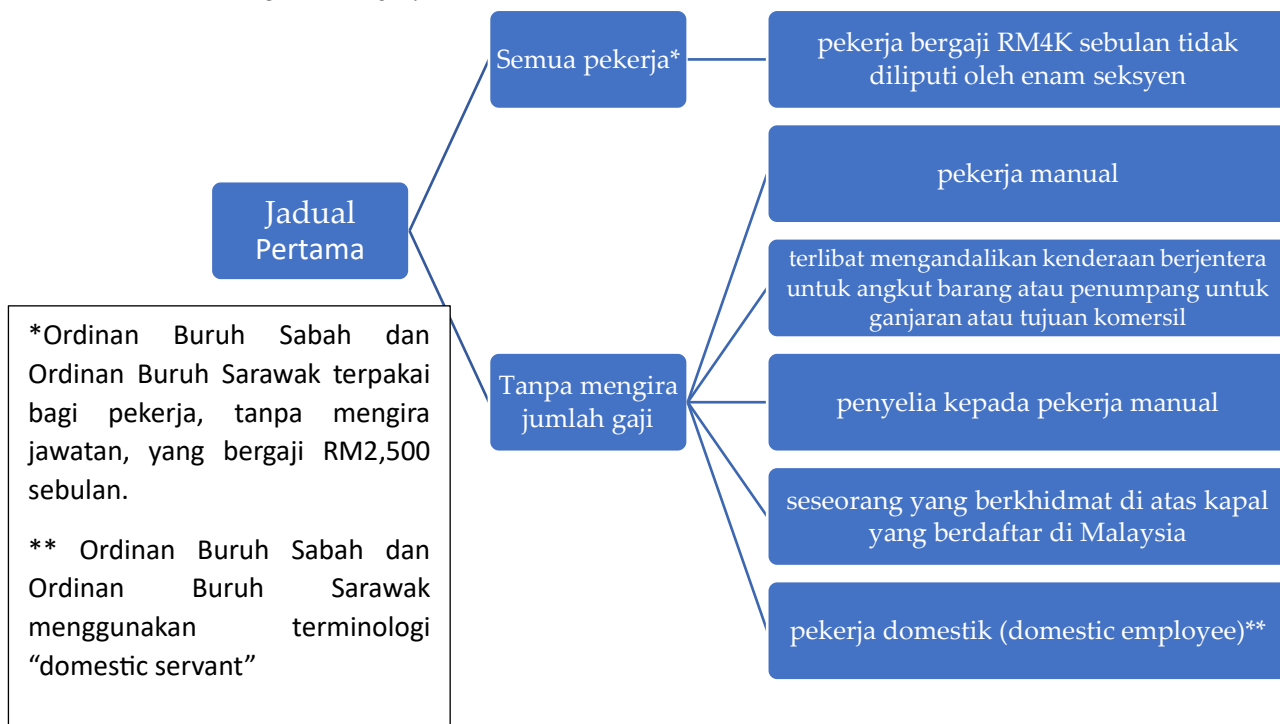 Semua pekerja*
pekerja bergaji RM4K sebulan tidak
diliputi oleh enam seksyen
Jadual
Pertama
Tanpa mengira
jumlah gaji
pekerja manual
terlibat mengandalikan kenderaan berjentera
untuk angkut barang atau penumpang untuk
ganjaran atau tujuan komersil
penyelia kepada pekerja manual
seseorang yang berkhidmat di atas kapal
yang berdaftar di Malaysia
pekerja domestik (domestic employee)**
*Ordinan Buruh Sabah dan
Ordinan Buruh Sarawak terpakai
bagi pekerja, tanpa mengira
jawatan, yang bergaji RM2,500
sebulan.
** Ordinan Buruh Sabah dan
Ordinan Buruh Sarawak
menggunakan terminologi
“domestic servant”